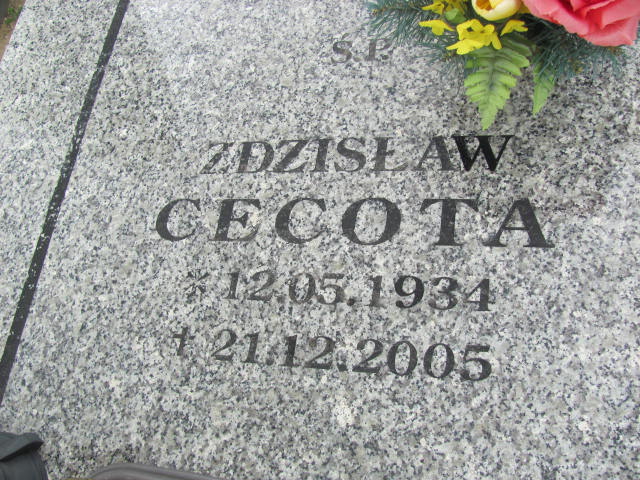 Ś.P.
ZDZISŁAW
CECOTA
* 12.05.1934
† 21.12.2005